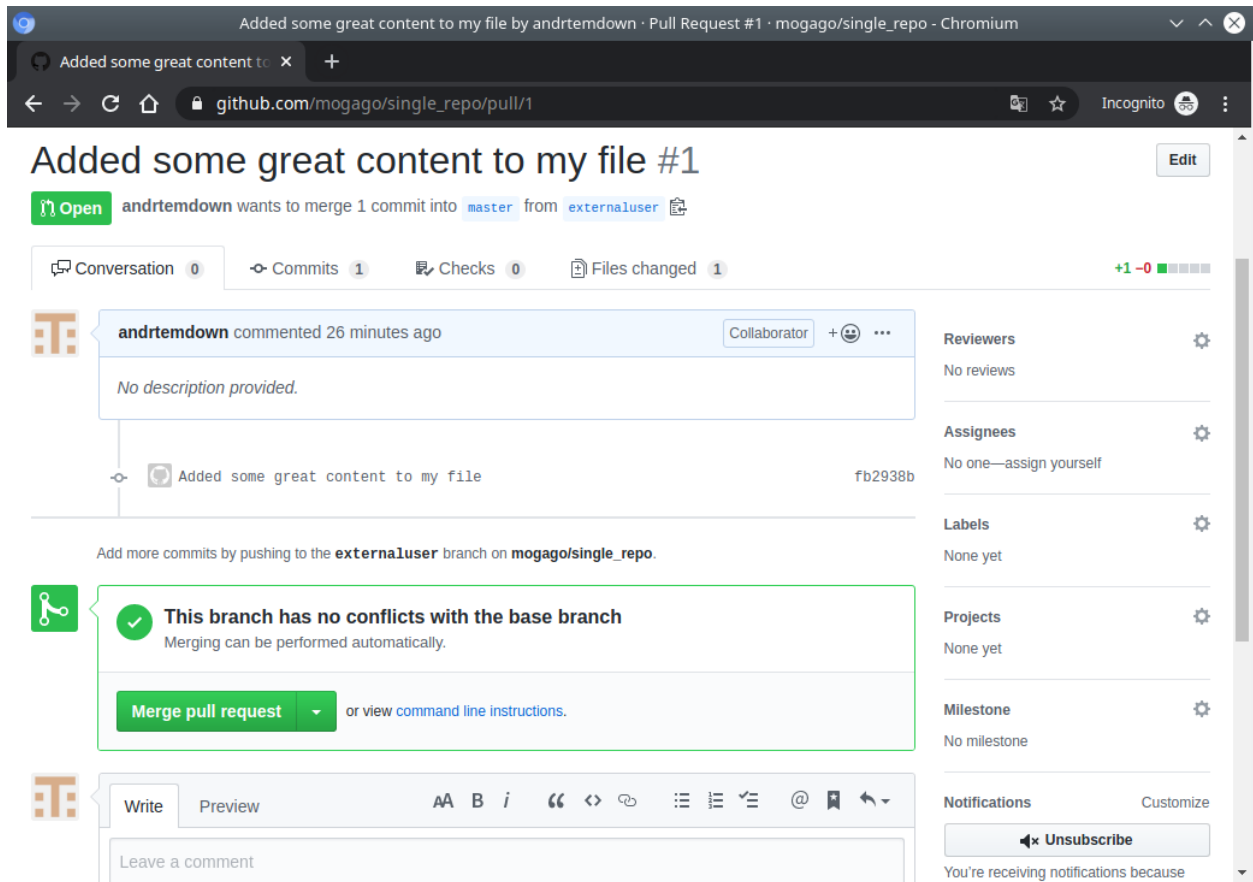 Added some great content to my file by andrtemdown · Pull Request #1 · mogago/single_repo - Chromium
Added some great content to
github.com/mogago/single_repo/pull/1
Incognito
Added some great content to my file #1
Edit
Open
andrtemdown wants to merge 1 commit into master from externaluser
Conversation 0
Commits 1
Checks 0
Files changed 1
+1 −0
andrtemdown commented 26 minutes ago
Collaborator
No description provided.
Added some great content to my file
fb2938b
Add more commits by pushing to the externaluser branch on mogago/single_repo.
This branch has no conflicts with the base branch
Merging can be performed automatically.
Merge pull request
or view command line instructions.
Write
Preview
AA B i
Leave a comment
Reviewers
No reviews
Assignees
No one—assign yourself
Labels
None yet
Projects
None yet
Milestone
No milestone
Notifications
Customize
Unsubscribe
You're receiving notifications because